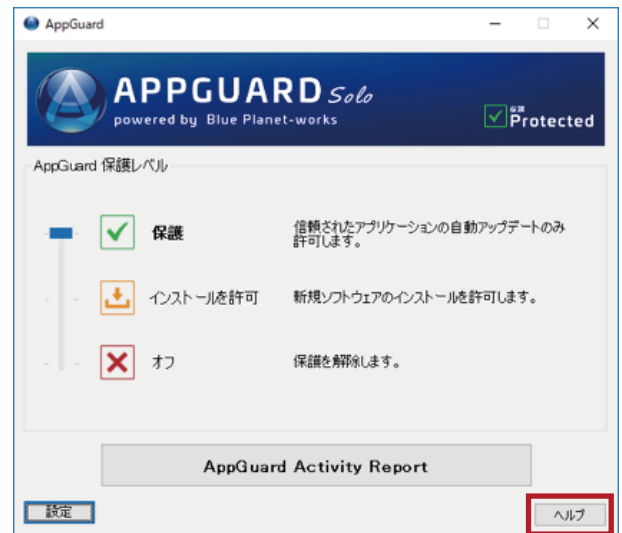 AppGuard
APPGUARD Solo
powered by Blue Planet-works
保護
Protected
AppGuard 保護レベル
保護
信頼されたアプリケーションの自動アップデートのみ
許可します。
インストールを許可
新規ソフトウェアのインストールを許可します。
オフ
保護を解除します。
AppGuard Activity Report
設定
ヘルプ